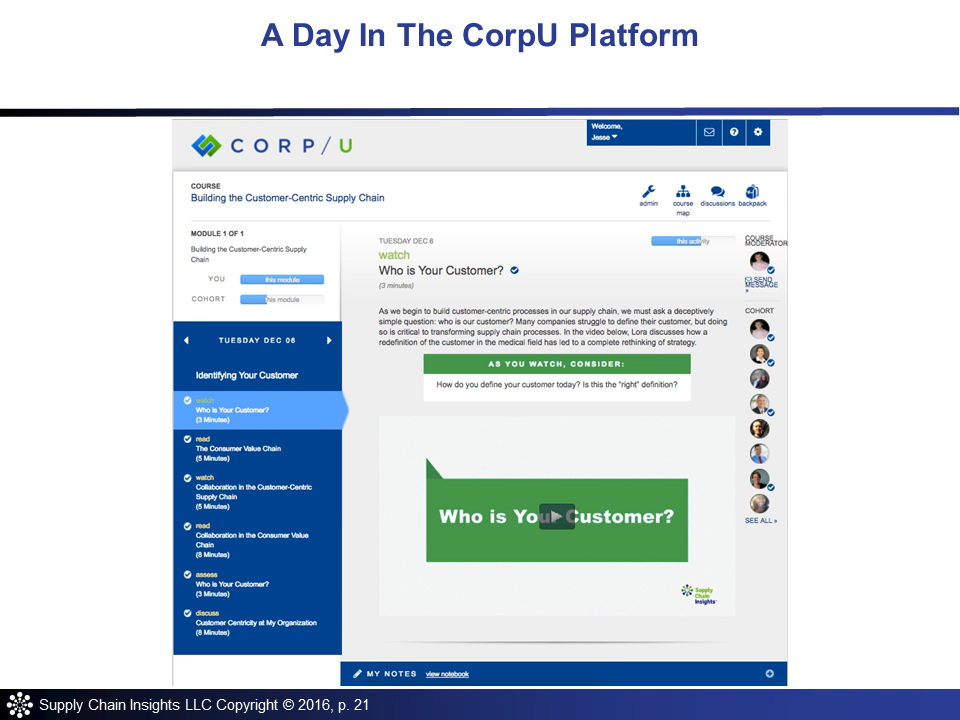 A Day In The CorpU Platform
CORP/U
Welcome,
Jesse
COURSE
Building the Customer-Centric Supply Chain
admin
course
map
discussions
backpack
MODULE 1 OF 1
Building the Customer-Centric Supply
Chain
YOU this module
COHORT this module
TUESDAY DEC 06
Identifying Your Customer
watch
Who is Your Customer?
(3 Minutes)
read
The Consumer Value Chain
(5 Minutes)
watch
Collaboration in the Customer-Centric
Supply Chain
(5 Minutes)
read
Collaboration in the Consumer Value
Chain
(8 Minutes)
assess
Who is Your Customer?
(3 Minutes)
discuss
Customer Centricity at My Organization
(8 Minutes)
TUESDAY DEC 6
this activity
watch
Who is Your Customer?
(3 minutes)
As we begin to build customer-centric processes in our supply chain, we must ask a deceptively
simple question: who is our customer? Many companies struggle to define their customer, but doing
so is critical to transforming supply chain processes. In the video below, Lora discusses how a
redefinition of the customer in the medical field has led to a complete rethinking of strategy.
AS YOU WATCH, CONSIDER:
How do you define your customer today? Is this the "right" definition?
Who is Your Customer?
Supply
Chain
Insights
COURSE
MODERATOR
SEND
MESSAGE
»
COHORT
SEE ALL »
MY NOTES view notebook
Supply Chain Insights LLC Copyright © 2016, p. 21